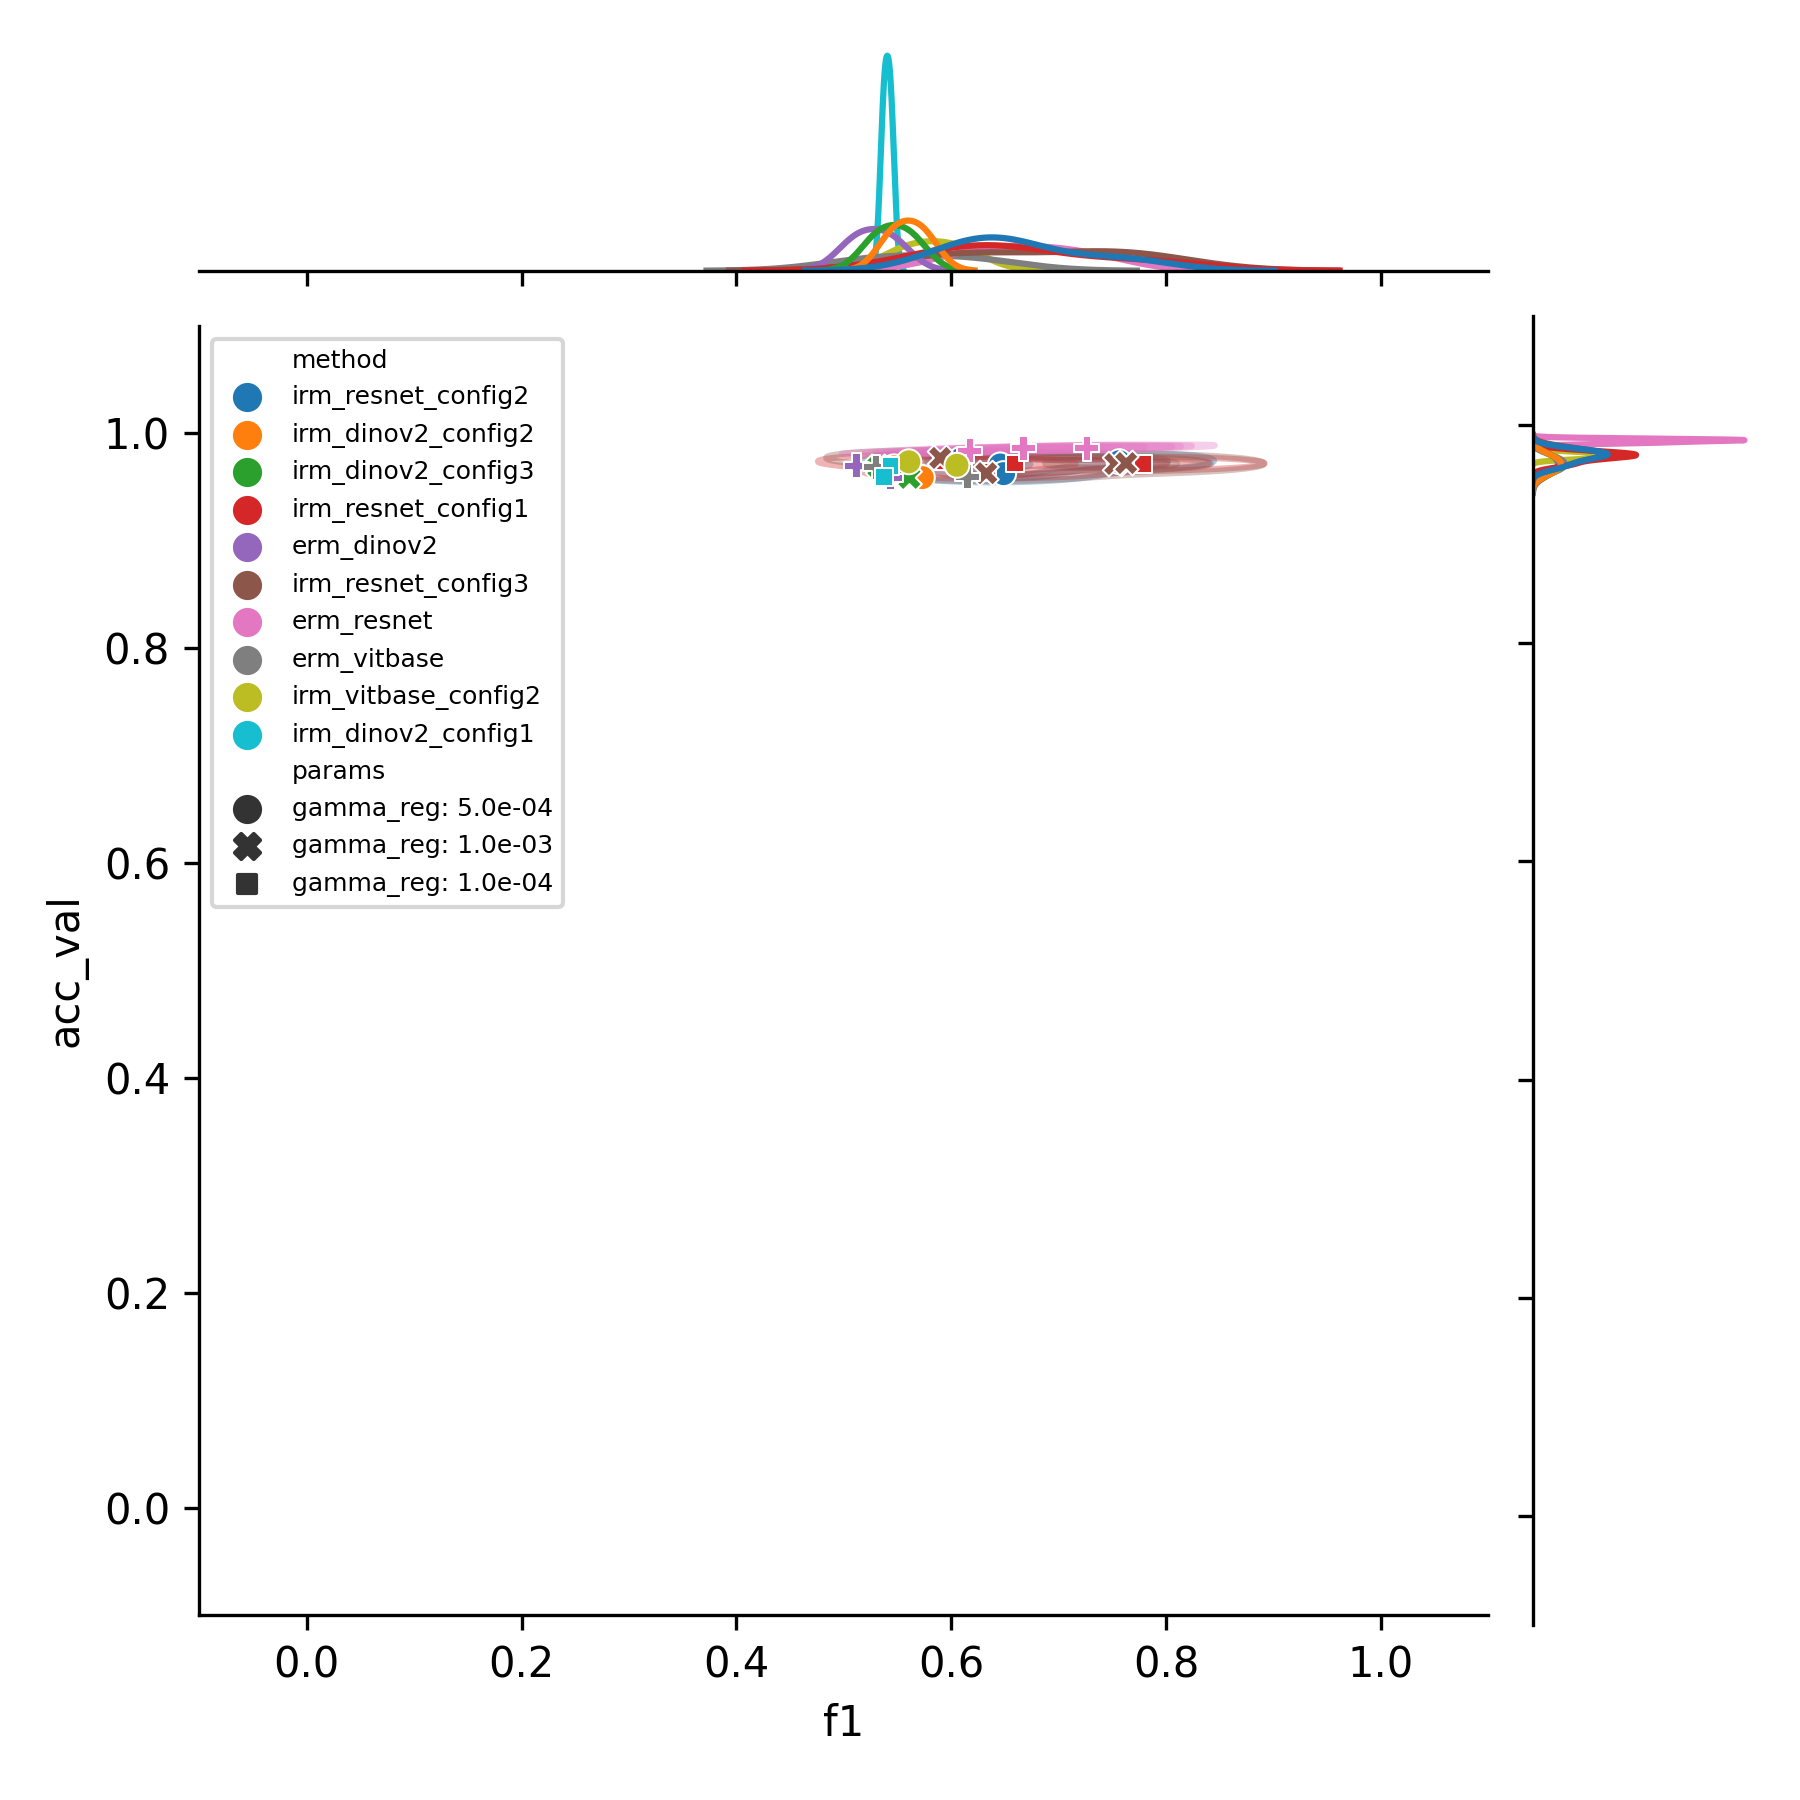 method
irm_resnet_config2
irm_dinov2_config2
irm_dinov2_config3
irm_resnet_config1
erm_dinov2
irm_resnet_config3
erm_resnet
erm_vitbase
irm_vitbase_config2
irm_dinov2_config1
params
gamma_reg: 5.0e-04
gamma_reg: 1.0e-03
gamma_reg: 1.0e-04
1.0
0.8
0.6
0.4
0.2
0.0
acc_val
0.0 0.2 0.4 0.6 0.8 1.0
f1